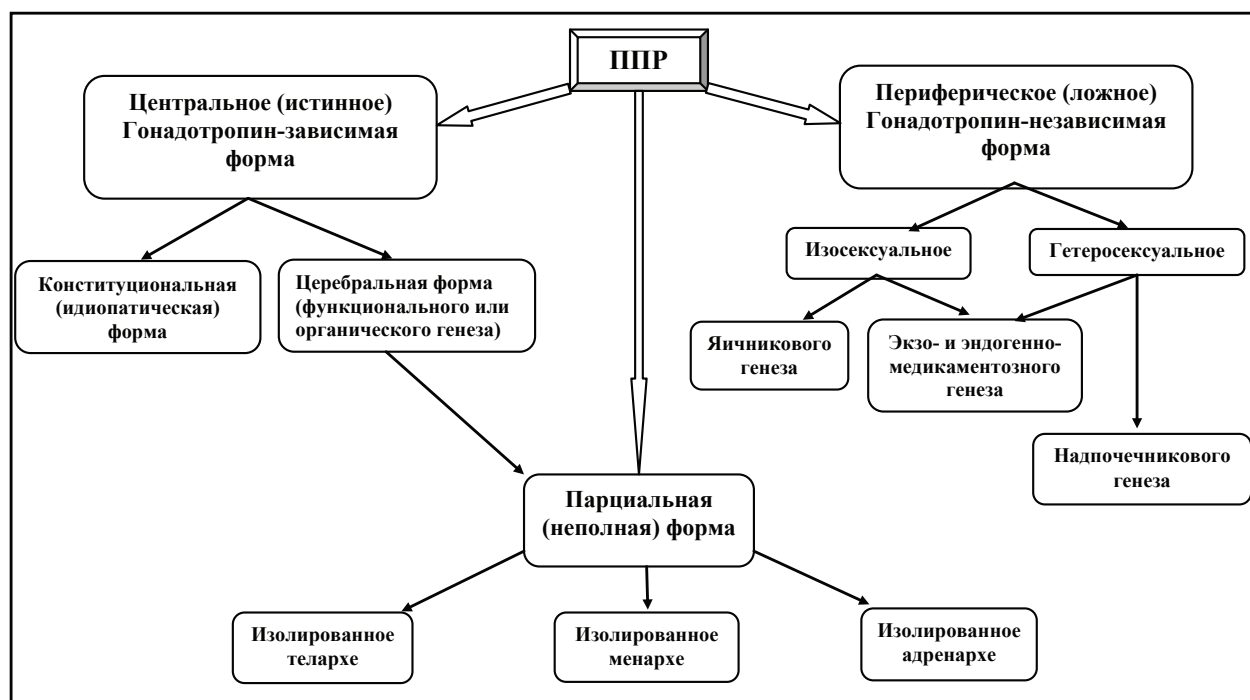 ППР
Центральное (истинное)
Гонадотропин-зависимая
форма
Периферическое (ложное)
Гонадотропин-независимая
форма
Изосексуальное
Гетеросексуальное
Конституциональная
(идиопатическая)
форма
Церебральная форма
(функционального или
органического генеза)
Яичникового
генеза
Экзо- и эндогенно-
медикаментозного
генеза
Надпочечникового
генеза
Парциальная
(неполная) форма
Изолированное
телархе
Изолированное
менархе
Изолированное
адренархе